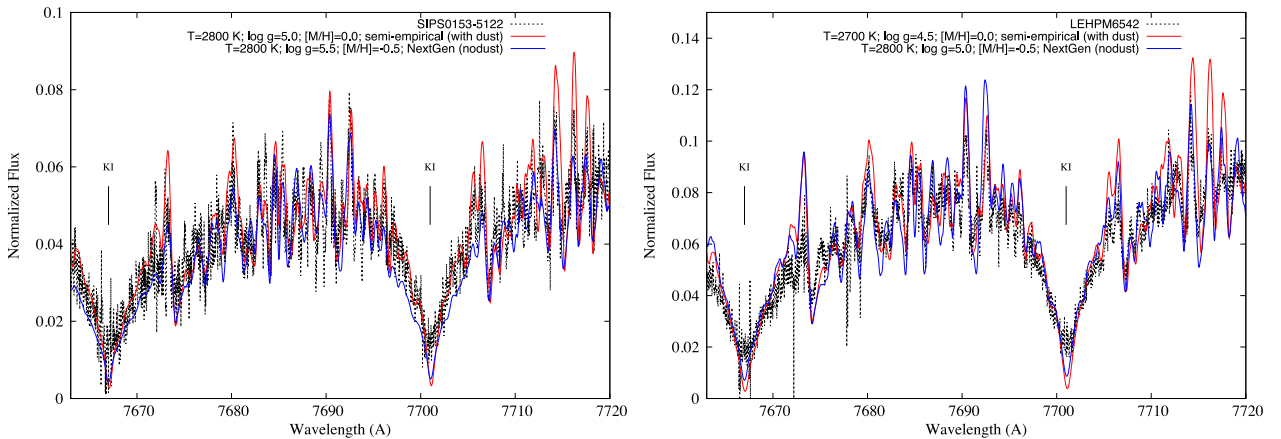 SIPS0153-5122
T=2800 K; log g=5.0; [M/H]=0.0; semi-empirical (with dust)
T=2800 K; log g=5.5; [M/H]=-0.5; NextGen (nodust)
0.1
0.08
0.06
0.04
0.02
0
Normalized Flux
KI
KI
7670
7680
7690
7700
7710
7720
Wavelength (A)
LEHPM6542
T=2700 K; log g=4.5; [M/H]=0.0; semi-empirical (with dust)
T=2800 K; log g=5.0; [M/H]=-0.5; NextGen (nodust)
0.14
0.12
0.1
0.08
0.06
0.04
0.02
0
Normalized Flux
KI
KI
7670
7680
7690
7700
7710
7720
Wavelength (A)